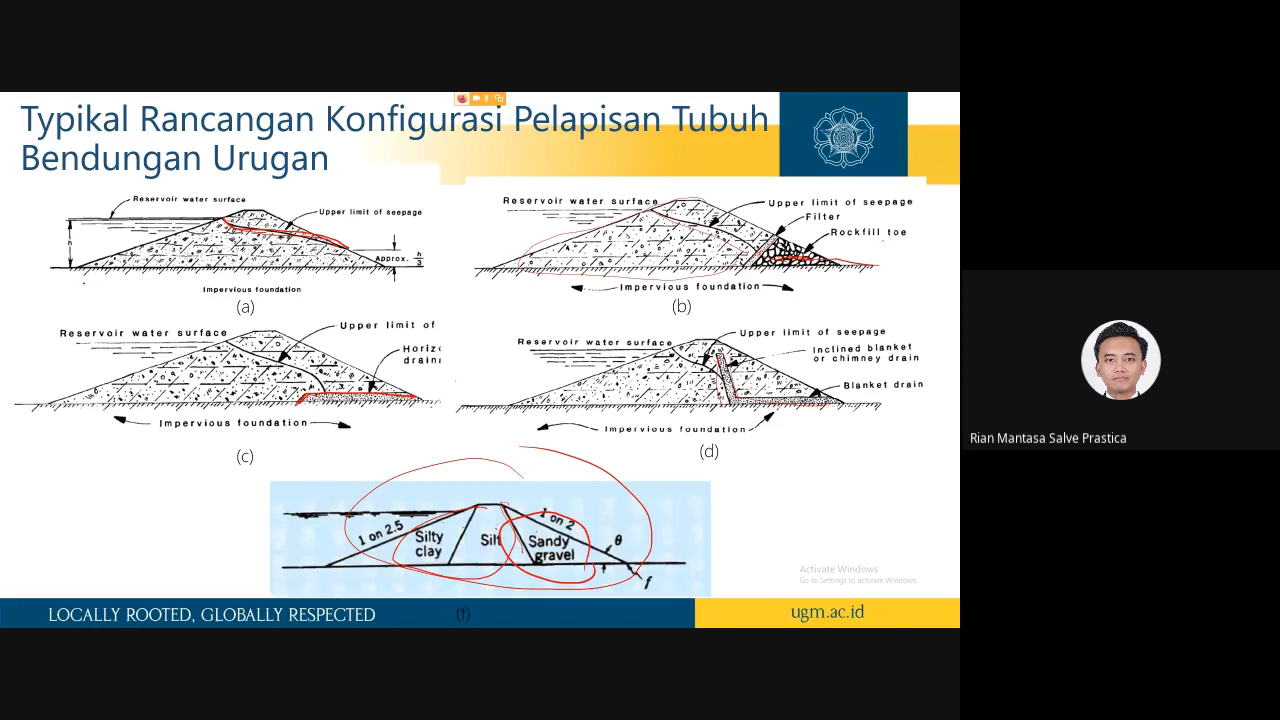 Typikal Rancangan Konfigurasi Pelapisan Tubuh
Bendungan Urugan
Reservoir water surface
Upper limit of seepage
h
Approx. h/3
Impervious foundation
(a)
Reservoir water surface
Upper limit of seepage
Filter
Rockfill toe
Impervious foundation
(b)
Reservoir water surface
Upper limit of
Horiz
drain
Impervious foundation
(c)
Reservoir water surface
Upper limit of seepage
Inclined blanket
or chimney drain
Blanket drain
Impervious foundation
(d)
1 on 2.5
Silty
clay
Silt
1 on 2
Sandy
gravel
θ
f
(f)
Activate Windows
Go to Settings to activate Windows.
LOCALLY ROOTED, GLOBALLY RESPECTED
ugm.ac.id
Rian Mantasa Salve Prastica